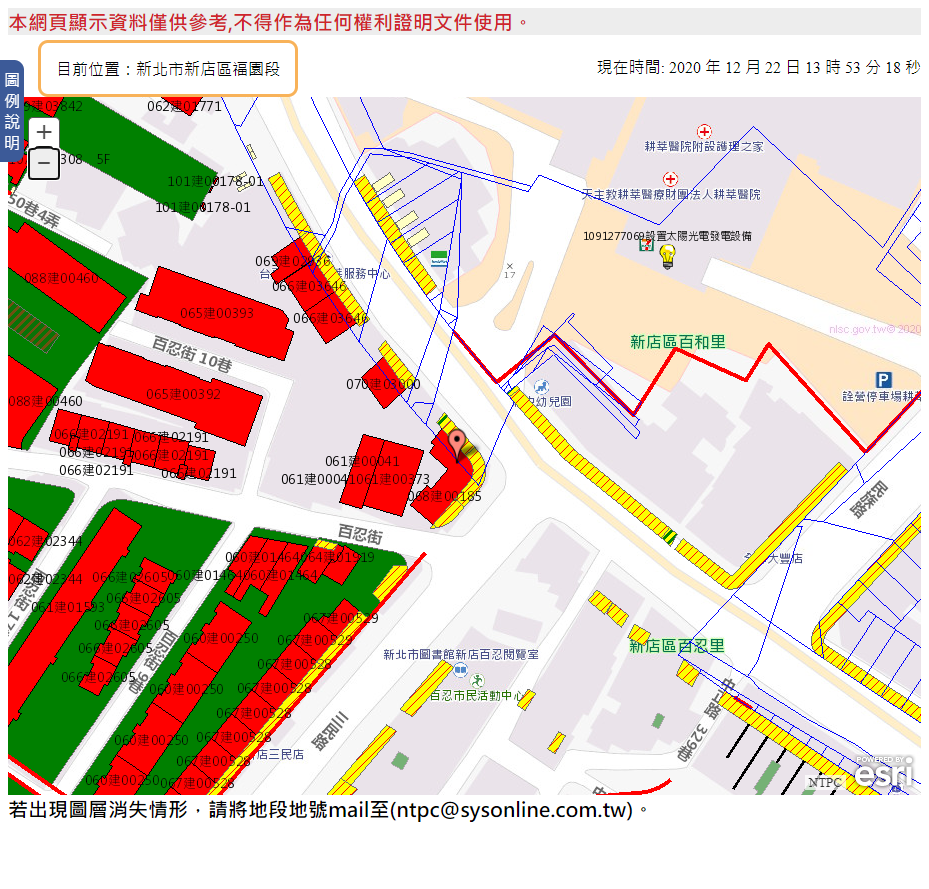 本網頁顯示資料僅供參考,不得作為任何權利證明文件使用。
目前位置：新北市新店區福園段
現在時間: 2020 年 12 月 22 日 13 時 53 分 18 秒
圖例說明
+
−
062建01771
308 5F
耕莘醫院附設護理之家
101建00178-01
天主教耕莘醫療財團法人耕莘醫院
101建00178-01
50巷4弄
1091277069設置太陽光電發電設備
服務中心
088建00460
066建03646
17
065建00393
066建03646
nlsc.gov.tw© 2020
新店區百和里
百忍街 10巷
070建03000
P
065建00392
幼兒園
詮營停車場耕
088建00460
066建02191
066建02191
066建02191
066建02191
066建02191
066建02191
061建00041
061建00041
061建00373
068建00185
百忍街
062建02344
060建01464
064建01919
大豐店
062建02344
066建02605
060建01464
060建01464
061建01593
066建02605
066建02605
067建00529
060建00250
067建00529
066建02605
新店區百忍里
新北市圖書館新店百忍閱覽室
067建00528
066建02605
060建00250
067建00528
百忍市民活動中心
百忍街 9巷
067建00528
三民路
中正路 329巷
060建00250
067建00528
店三民店
067建00528
060建00250
067建00528
POWERED BY
esri
NTPC
若出現圖層消失情形，請將地段地號mail至(ntpc@sysonline.com.tw)。